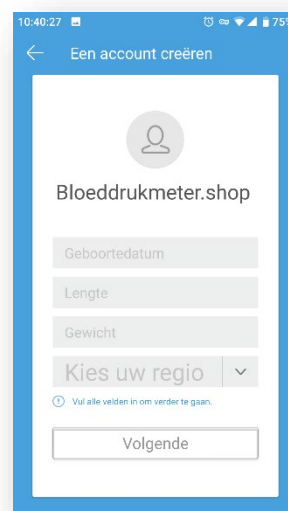 10:40:27 75%
Een account creëren
Bloeddrukmeter.shop
Geboortedatum
Lengte
Gewicht
Kies uw regio
Vul alle velden in om verder te gaan.
Volgende